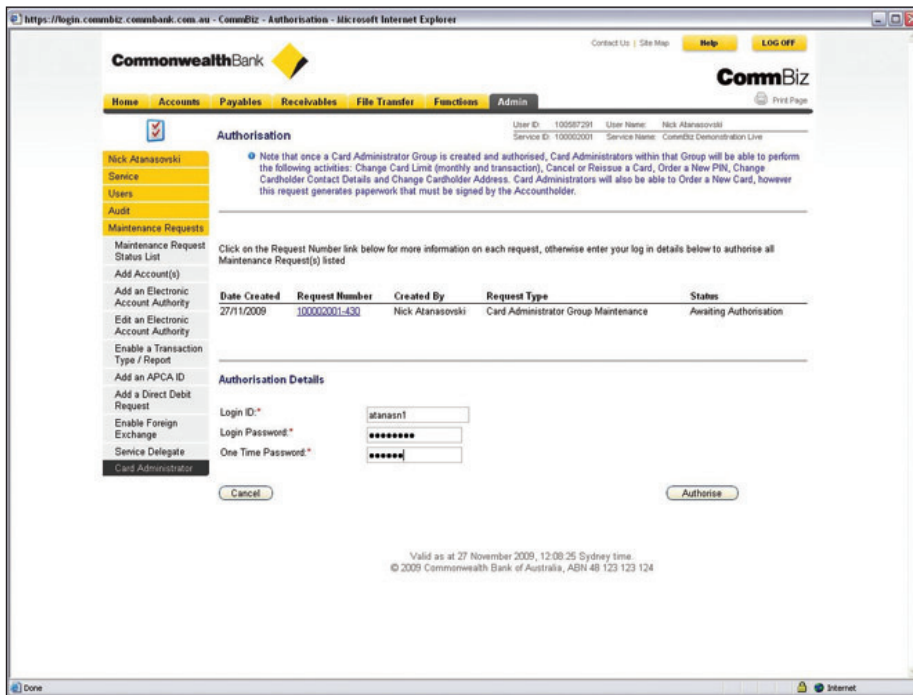 https://login.commbiz.commbank.com.au - CommBiz - Authorisation - Microsoft Internet Explorer
Contact Us | Site Map Help LOG OFF
CommonwealthBank
CommBiz
Home Accounts Payables Receivables File Transfer Functions Admin
Print Page
User ID: 100587291 User Name: Nick Atanasovski
Service ID: 100002001 Service Name: CommBiz Demonstration Live
Authorisation
Note that once a Card Administrator Group is created and authorised, Card Administrators within that Group will be able to perform
the following activities: Change Card Limit (monthly and transaction), Cancel or Reissue a Card, Order a New PIN, Change
Cardholder Contact Details and Change Cardholder Address. Card Administrators will also be able to Order a New Card, however
this request generates paperwork that must be signed by the Accountholder.
Nick Atanasovski
Service
Users
Audit
Maintenance Requests
Maintenance Request
Status List
Add Account(s)
Add an Electronic
Account Authority
Edit an Electronic
Account Authority
Enable a Transaction
Type / Report
Add an APCA ID
Add a Direct Debit
Request
Enable Foreign
Exchange
Service Delegate
Card Administrator
Click on the Request Number link below for more information on each request, otherwise enter your log in details below to authorise all
Maintenance Request(s) listed
Date Created Request Number Created By Request Type Status
27/11/2009 100002001-430 Nick Atanasovski Card Administrator Group Maintenance Awaiting Authorisation
Authorisation Details
Login ID:* atanasn1
Login Password:* ••••••••
One Time Password:* ••••••
Cancel Authorise
Valid as at 27 November 2009, 12:08:25 Sydney time.
© 2009 Commonwealth Bank of Australia, ABN 48 123 123 124
Done Internet